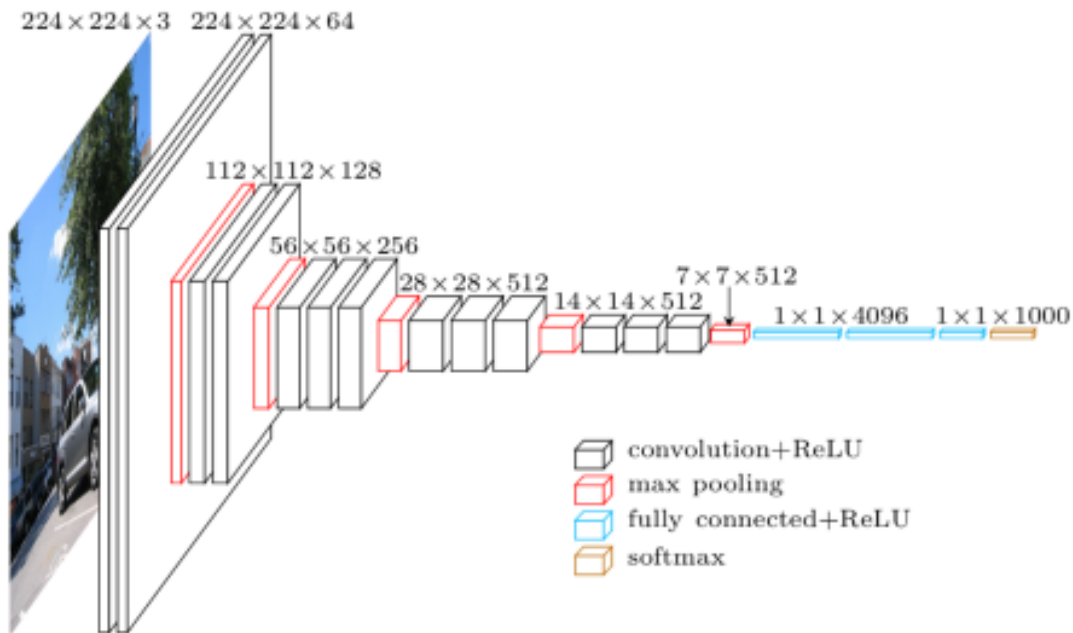 224×224×3
224×224×64
112×112×128
56×56×256
28×28×512
14×14×512
7×7×512
1×1×4096
1×1×1000
convolution+ReLU
max pooling
fully connected+ReLU
softmax